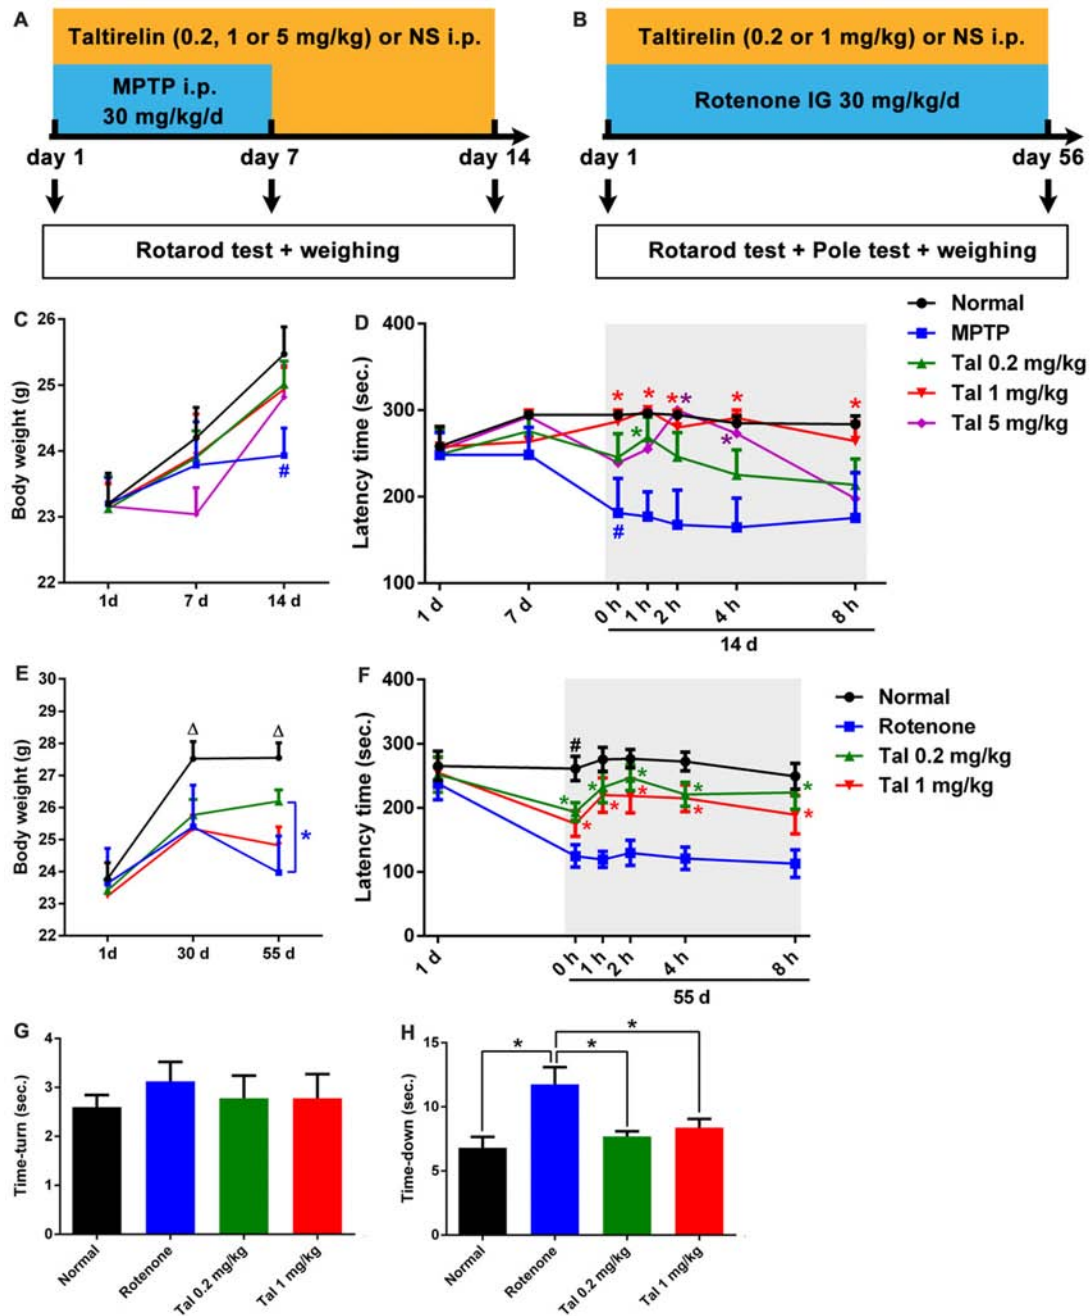 A
Taltirelin (0.2, 1 or 5 mg/kg) or NS i.p.
MPTP i.p.
30 mg/kg/d
day 1
day 7
day 14
Rotarod test + weighing
B
Taltirelin (0.2 or 1 mg/kg) or NS i.p.
Rotenone IG 30 mg/kg/d
day 1
day 56
Rotarod test + Pole test + weighing
C
Body weight (g)
26
25
24
23
22
#
1d
7 d
14 d
D
Latency time (sec.)
400
300
200
100
* * * * * *
* *
#
1 d
7 d
0 h
1 h
2 h
4 h
8 h
14 d
Normal
MPTP
Tal 0.2 mg/kg
Tal 1 mg/kg
Tal 5 mg/kg
E
Body weight (g)
30
29
28
27
26
25
24
23
22
Δ Δ
*
1d
30 d
55 d
F
Latency time (sec.)
400
300
200
100
0
#
* * * * *
* * * * *
1 d
0 h
1 h
2 h
4 h
8 h
55 d
Normal
Rotenone
Tal 0.2 mg/kg
Tal 1 mg/kg
G
Time-turn (sec.)
4
3
2
1
0
Normal
Rotenone
Tal 0.2 mg/kg
Tal 1 mg/kg
H
Time-down (sec.)
15
10
5
0
* * *
Normal
Rotenone
Tal 0.2 mg/kg
Tal 1 mg/kg